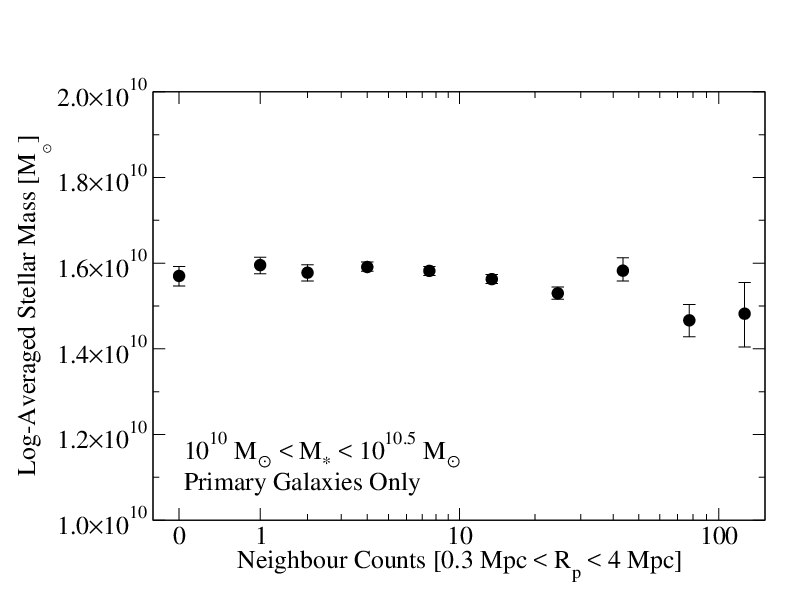 2.0×10^10
1.8×10^10
1.6×10^10
1.4×10^10
1.2×10^10
1.0×10^10
Log-Averaged Stellar Mass [M☉]
10^10 M☉ < M* < 10^10.5 M☉
Primary Galaxies Only
0 1 10 100
Neighbour Counts [0.3 Mpc < Rp < 4 Mpc]